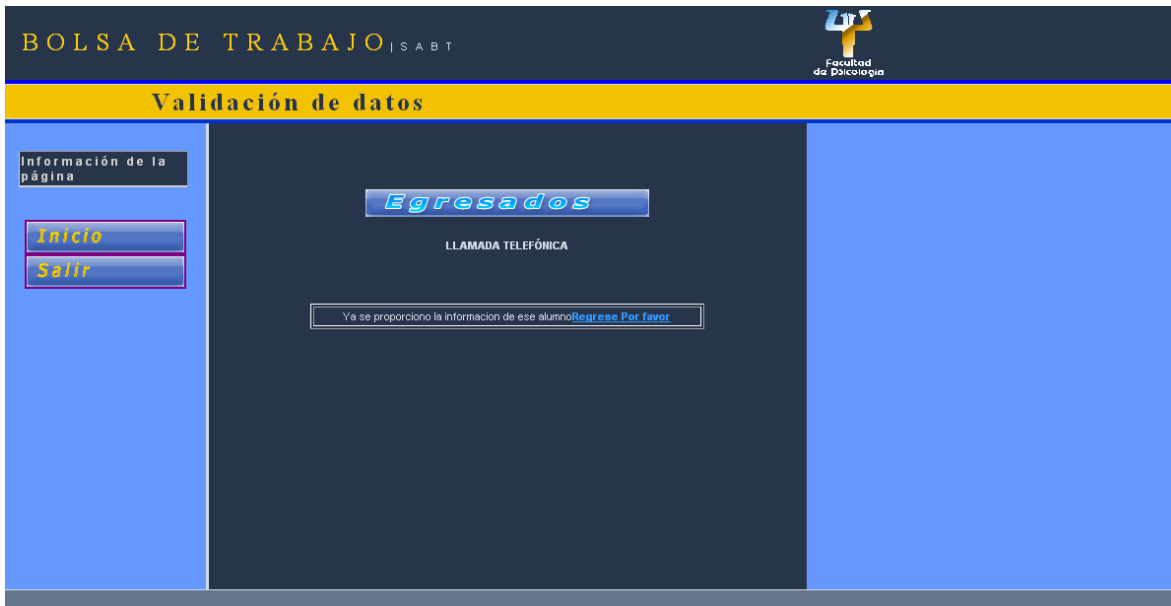 BOLSA DE TRABAJO|SABT
Facultad
de Psicología
Validación de datos
Información de la
página
Inicio
Salir
Egresados
LLAMADA TELEFÓNICA
Ya se proporciono la informacion de ese alumnoRegrese Por favor